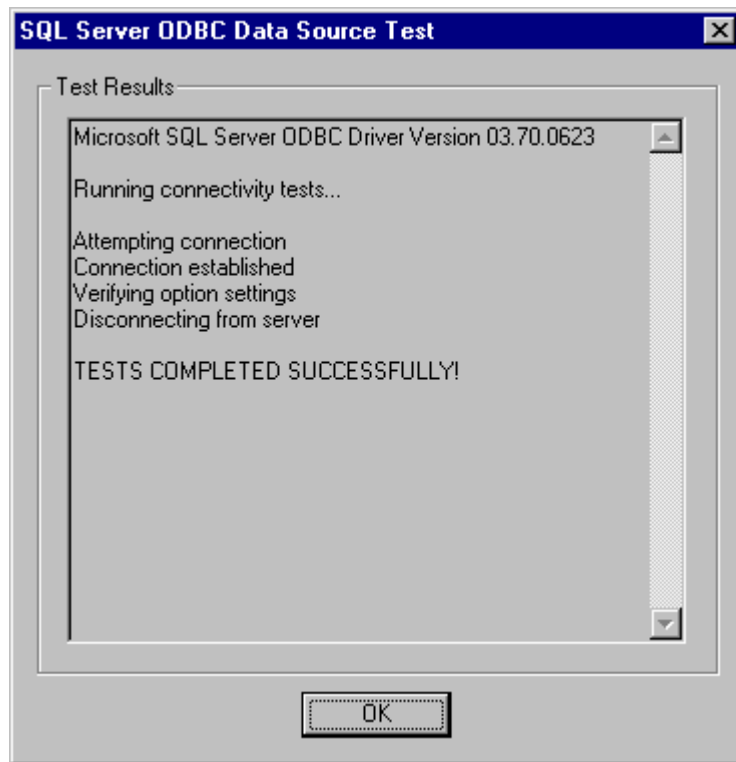 SQL Server ODBC Data Source Test
Test Results
Microsoft SQL Server ODBC Driver Version 03.70.0623
Running connectivity tests...
Attempting connection
Connection established
Verifying option settings
Disconnecting from server
TESTS COMPLETED SUCCESSFULLY!
OK